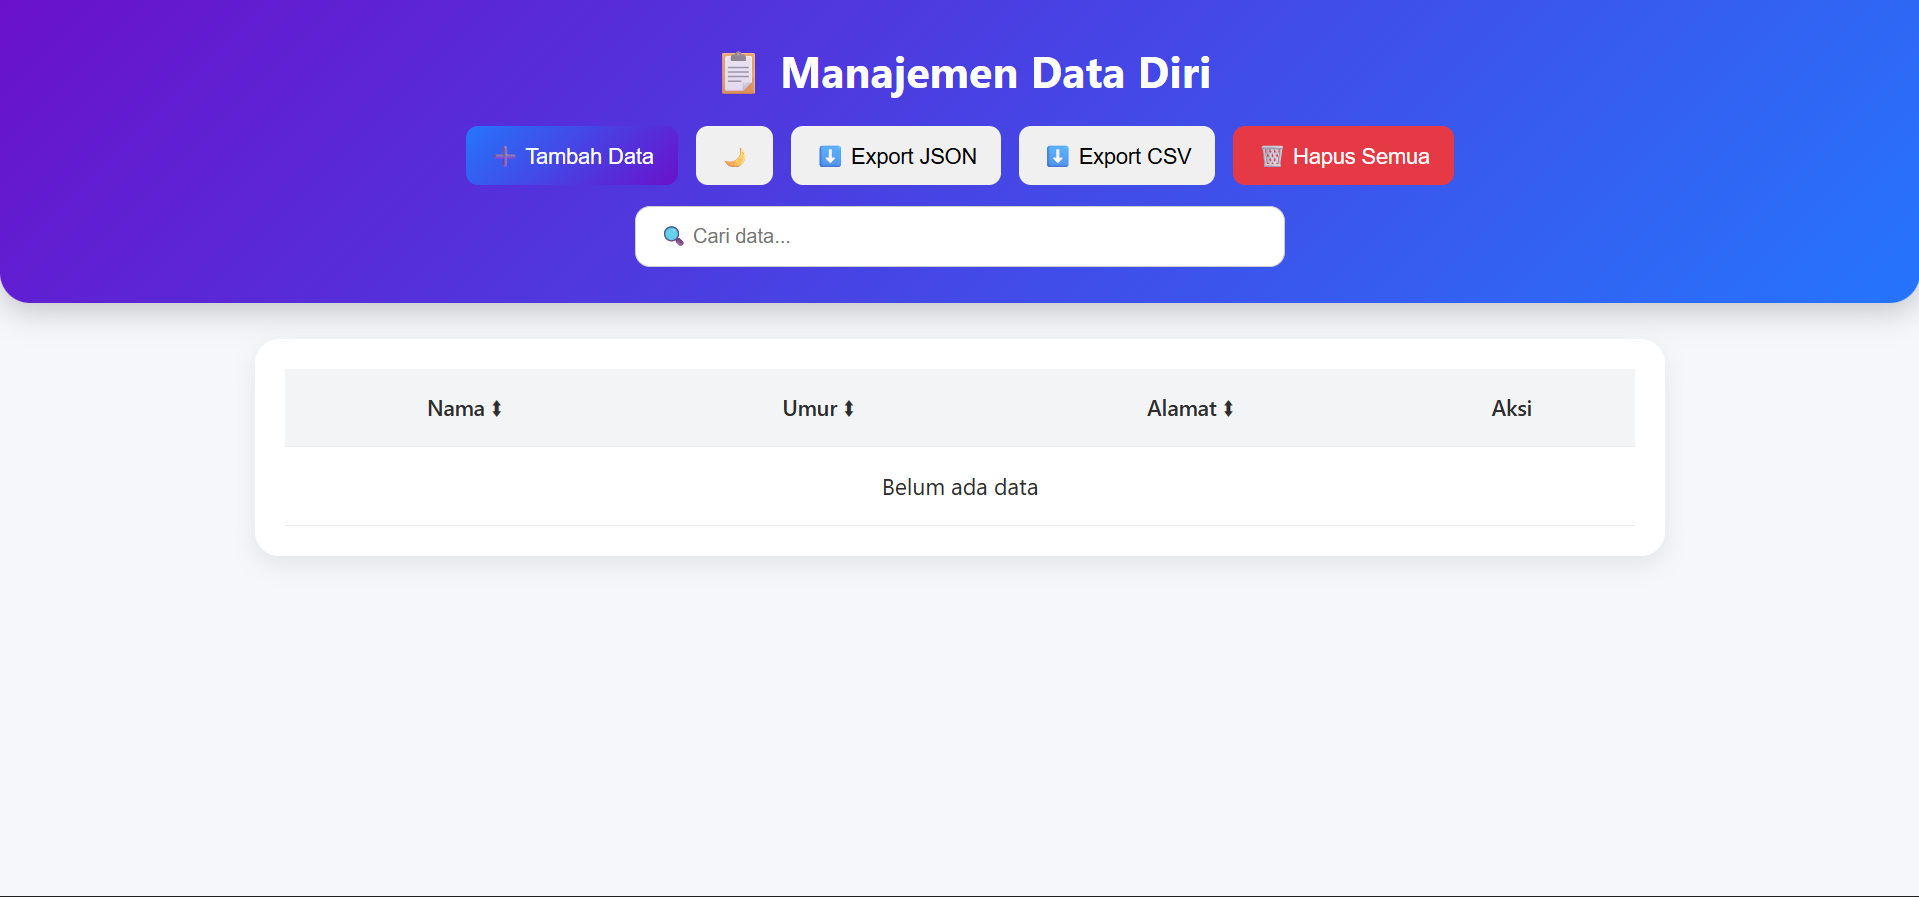 📋 Manajemen Data Diri
➕ Tambah Data 🌙 ⬇️ Export JSON ⬇️ Export CSV 🗑️ Hapus Semua
🔍 Cari data...
Nama ⬍ Umur ⬍ Alamat ⬍ Aksi
Belum ada data